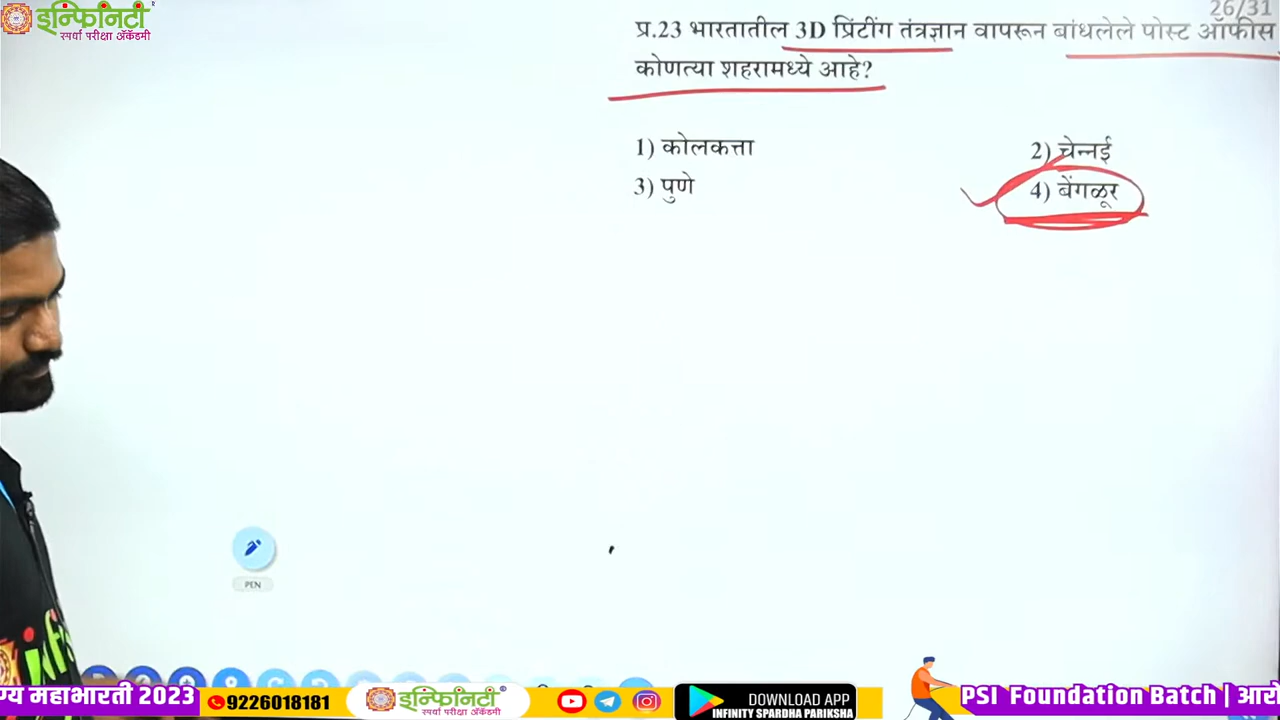 इन्फिनिटी
स्पर्धा परीक्षा अ‍ॅकॅडमी
26/31
प्र.23 भारतातील 3D प्रिंटींग तंत्रज्ञान वापरून बांधलेले पोस्ट ऑफीस
कोणत्या शहरामध्ये आहे?
1) कोलकत्ता
2) चेन्नई
3) पुणे
4) बेंगळूर
PEN
ग्य महाभारती 2023
9226018181
इन्फिनिटी
स्पर्धा परीक्षा अ‍ॅकॅडमी
DOWNLOAD APP
INFINITY SPARDHA PARIKSHA
PSI Foundation Batch | आरो